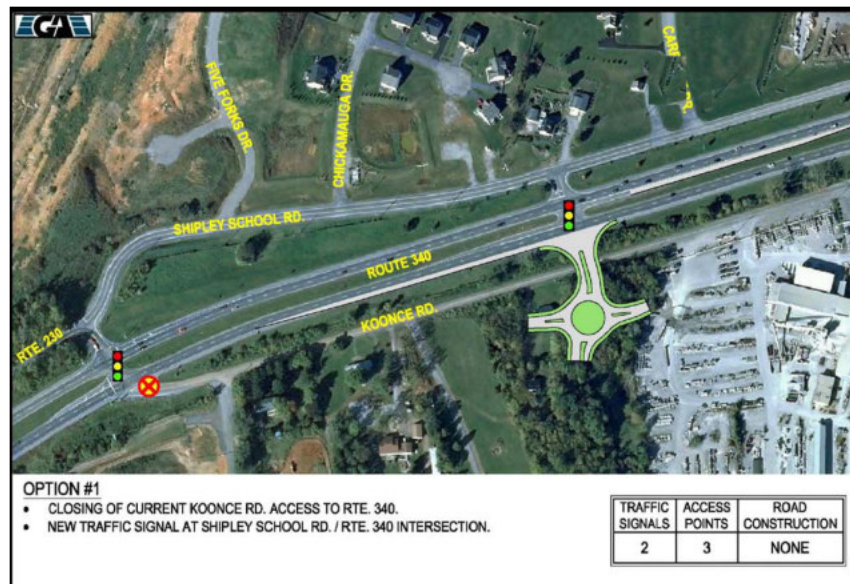 GA
FIVE FORKS DR.
CHICKAMAUGA DR.
SHIPLEY SCHOOL RD.
ROUTE 340
KOONCE RD.
RTE. 230
OPTION #1
• CLOSING OF CURRENT KOONCE RD. ACCESS TO RTE. 340.
• NEW TRAFFIC SIGNAL AT SHIPLEY SCHOOL RD. / RTE. 340 INTERSECTION.
TRAFFIC SIGNALS ACCESS POINTS ROAD CONSTRUCTION
2 3 NONE